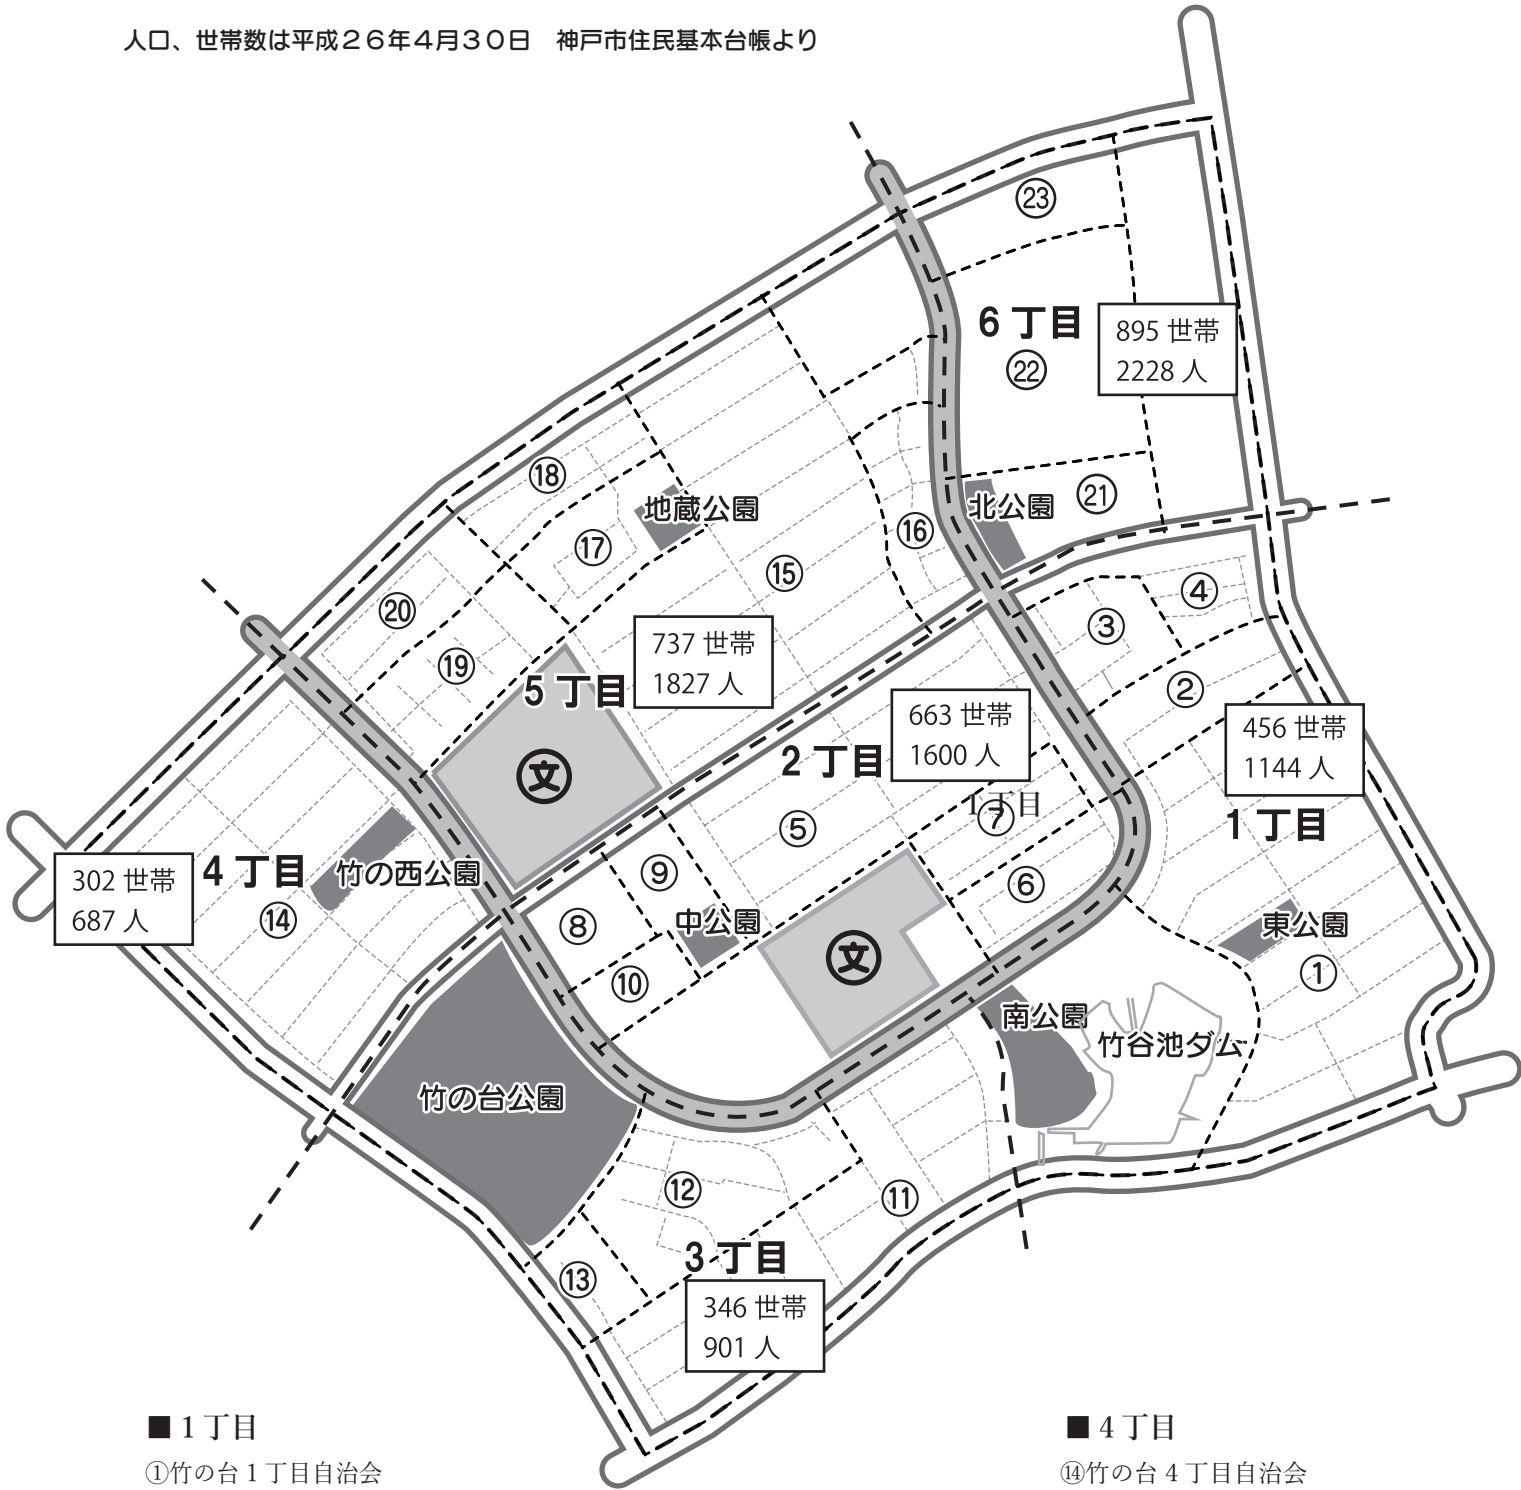 人口、世帯数は平成２６年４月３０日　神戸市住民基本台帳より
㉓
6 丁目
895 世帯
2228 人
㉒
⑱
地蔵公園
北公園
㉑
⑰
⑯
⑮
④
⑳
③
⑲
737 世帯
1827 人
5 丁目
②
663 世帯
1600 人
456 世帯
1144 人
2 丁目
文
1丁目
⑦
⑤
1 丁目
302 世帯
687 人
4 丁目
竹の西公園
⑨
⑥
⑭
⑧
中公園
東公園
文
⑩
①
南公園
竹谷池ダム
竹の台公園
⑫
⑪
3 丁目
⑬
346 世帯
901 人
■ 1 丁目
■ 4 丁目
①竹の台 1 丁目自治会
⑭竹の台 4 丁目自治会